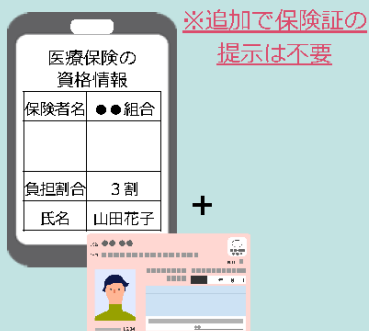 ※追加で保険証の
提示は不要
医療保険の
資格情報
保険者名 ●●組合
負担割合 3割
氏名 山田花子
+
1234